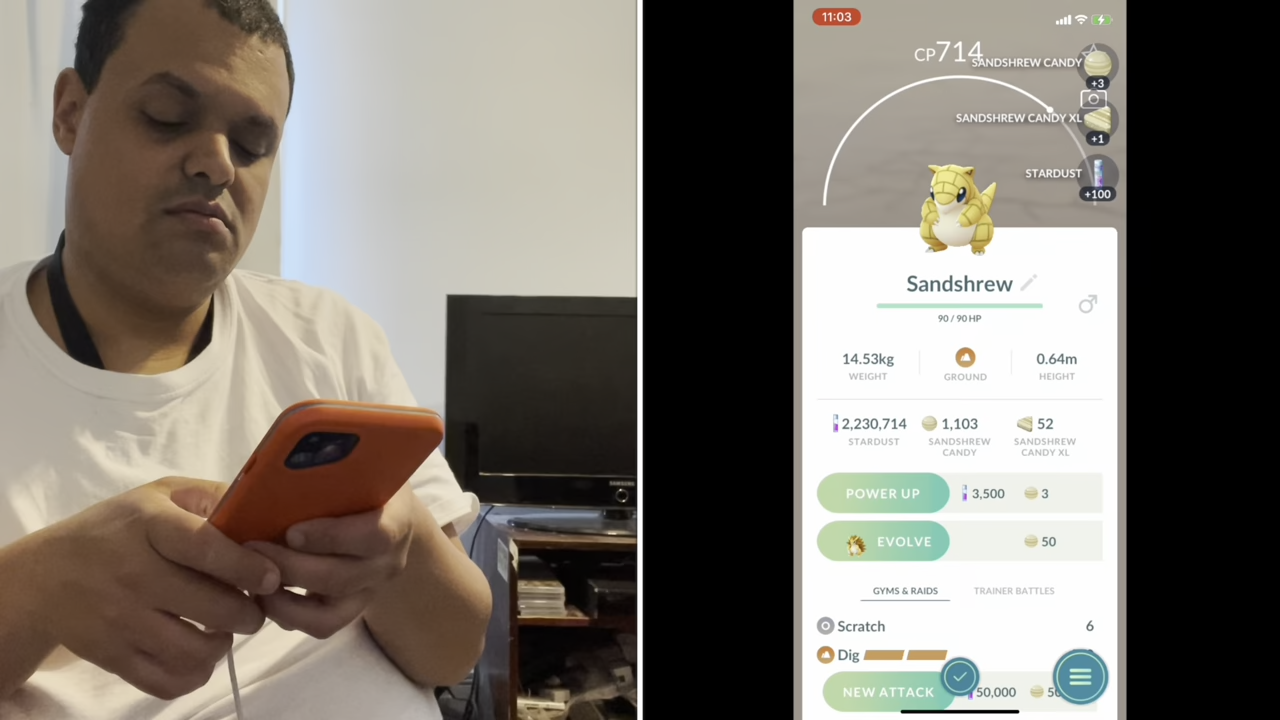 SAMSUNG
11:03
CP714
SANDSHREW CANDY
+3
SANDSHREW CANDY XL
+1
STARDUST
+100
Sandshrew
90 / 90 HP
14.53kg
WEIGHT
GROUND
0.64m
HEIGHT
2,230,714
STARDUST
1,103
SANDSHREW
CANDY
52
SANDSHREW
CANDY XL
POWER UP 3,500 3
EVOLVE 50
GYMS & RAIDS TRAINER BATTLES
Scratch 6
Dig
NEW ATTACK 50,000